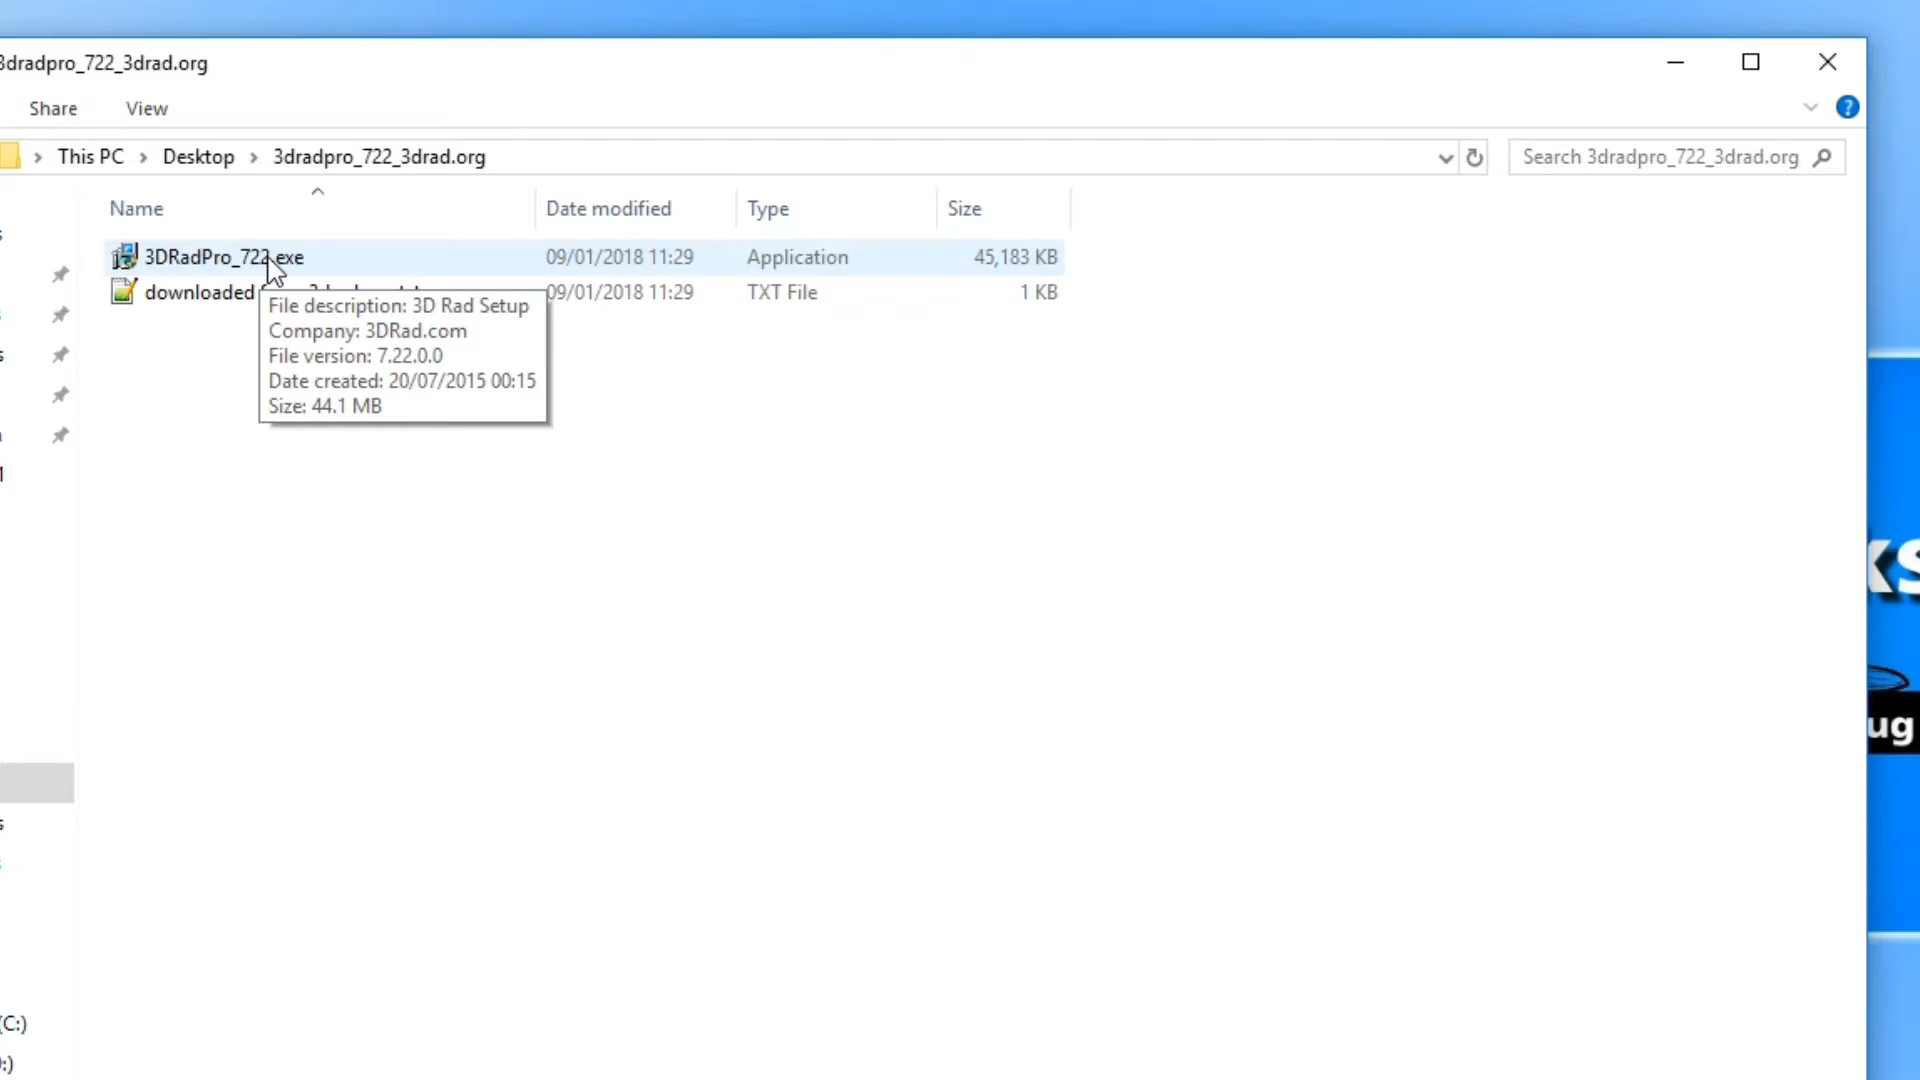 3dradpro_722_3drad.org
Share View
This PC Desktop 3dradpro_722_3drad.org
Search 3dradpro_722_3drad.org
Name Date modified Type Size
3DRadPro_722.exe 09/01/2018 11:29 Application 45,183 KB
downloaded 09/01/2018 11:29 TXT File 1 KB
File description: 3D Rad Setup
Company: 3DRad.com
File version: 7.22.0.0
Date created: 20/07/2015 00:15
Size: 44.1 MB
ks
ug
(C:)